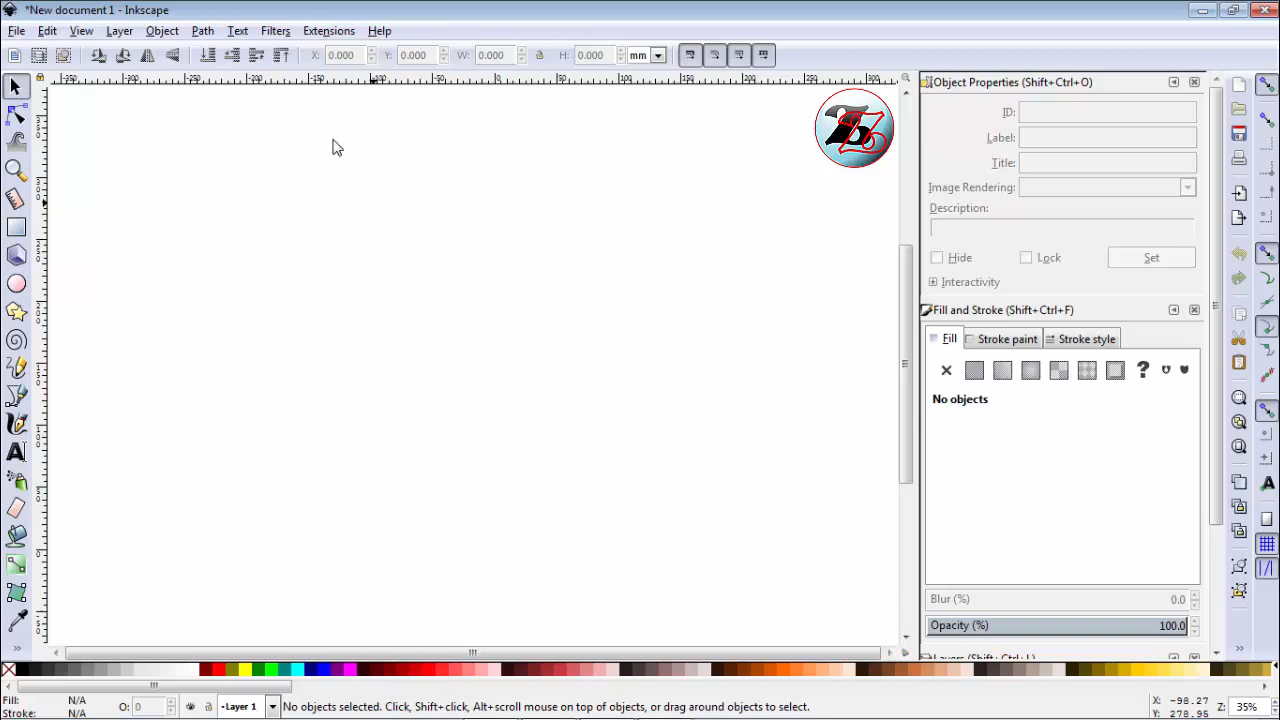 *New document 1 - Inkscape
File Edit View Layer Object Path Text Filters Extensions Help
X: 0.000 Y: 0.000 W: 0.000 H: 0.000 mm
Object Properties (Shift+Ctrl+O)
ID:
Label:
Title:
Image Rendering:
Description:
Hide Lock Set
Interactivity
Fill and Stroke (Shift+Ctrl+F)
Fill Stroke paint Stroke style
No objects
Blur (%) 0.0
Opacity (%) 100.0
Layers (Shift+Ctrl+L)
Fill: N/A
Stroke: N/A
O: 0
Layer 1
No objects selected. Click, Shift+click, Alt+scroll mouse on top of objects, or drag around objects to select.
X: -98.27
Y: 278.95
Z: 35%